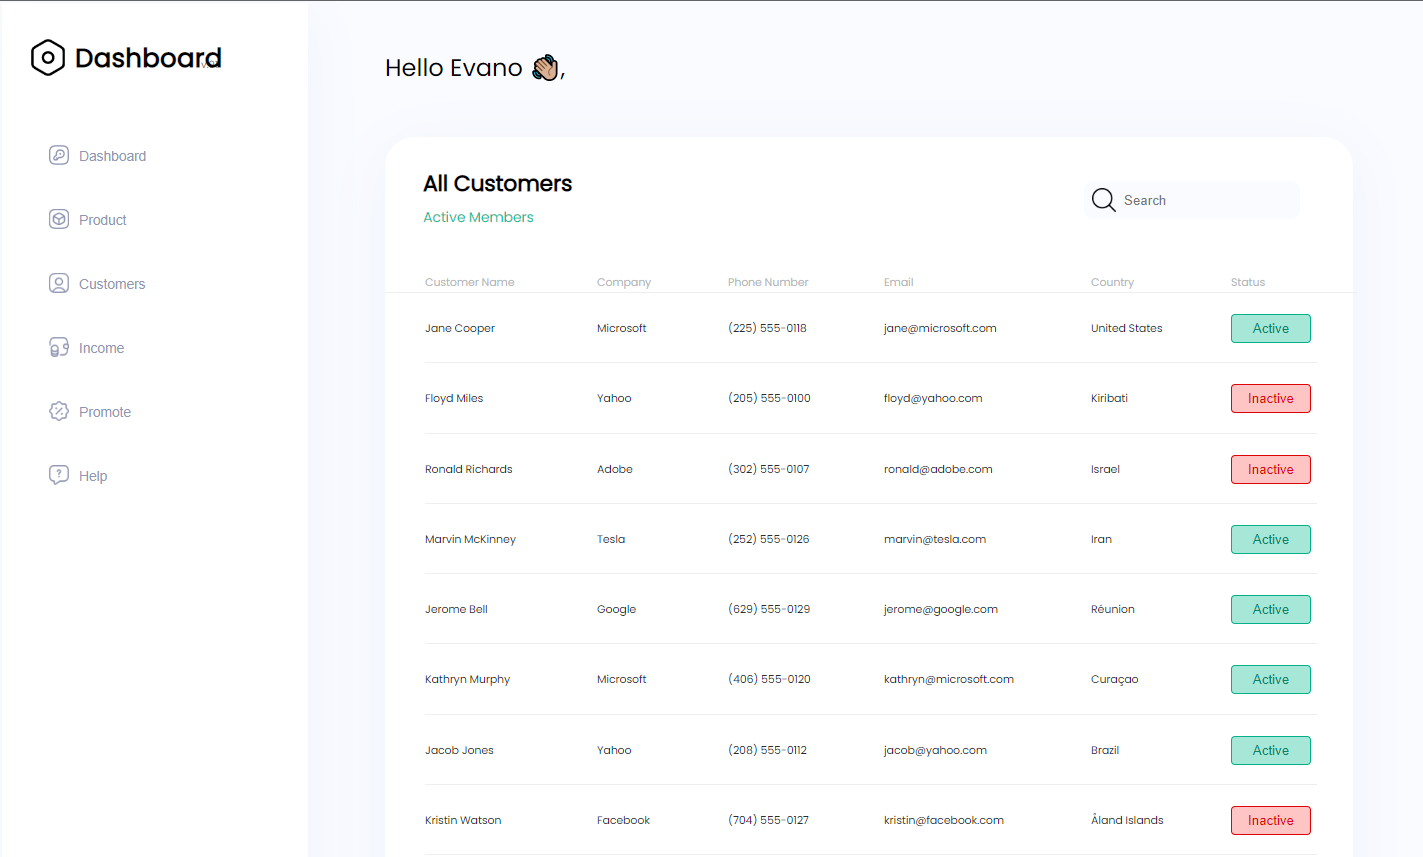 Dashboard
Hello Evano 👋🏼,
Dashboard
Product
Customers
Income
Promote
Help
All Customers
Active Members
Search
Customer Name Company Phone Number Email Country Status
Jane Cooper Microsoft (225) 555-0118 jane@microsoft.com United States Active
Floyd Miles Yahoo (205) 555-0100 floyd@yahoo.com Kiribati Inactive
Ronald Richards Adobe (302) 555-0107 ronald@adobe.com Israel Inactive
Marvin McKinney Tesla (252) 555-0126 marvin@tesla.com Iran Active
Jerome Bell Google (629) 555-0129 jerome@google.com Réunion Active
Kathryn Murphy Microsoft (406) 555-0120 kathryn@microsoft.com Curaçao Active
Jacob Jones Yahoo (208) 555-0112 jacob@yahoo.com Brazil Active
Kristin Watson Facebook (704) 555-0127 kristin@facebook.com Åland Islands Inactive